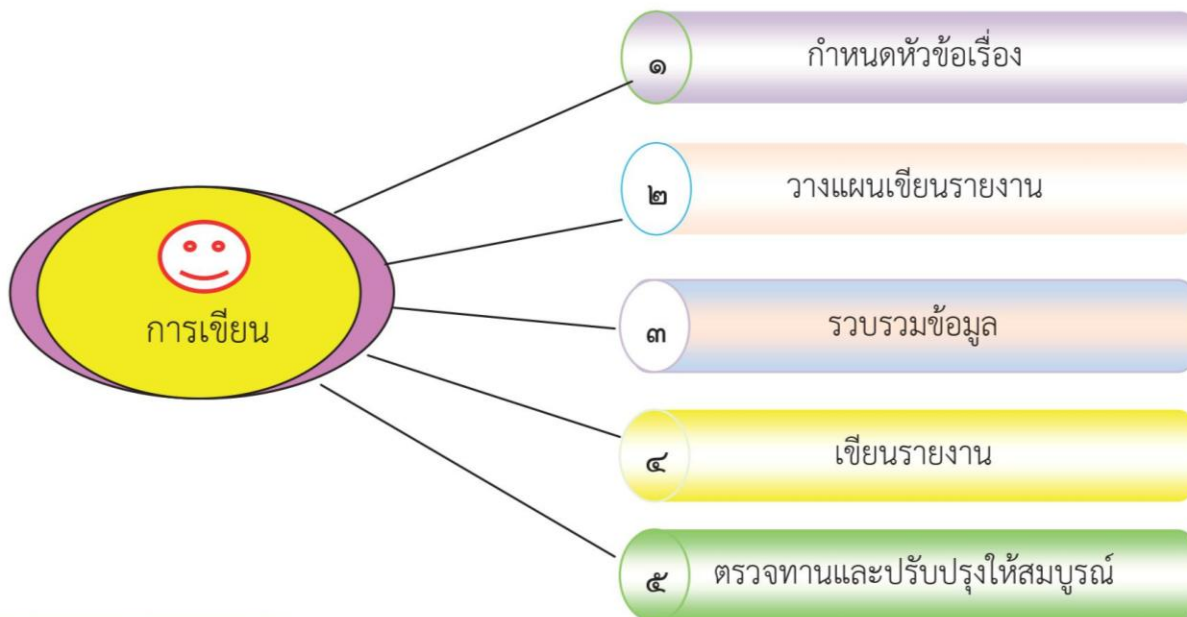 การเขียน
๑ กำหนดหัวข้อเรื่อง
๒ วางแผนเขียนรายงาน
๓ รวบรวมข้อมูล
๔ เขียนรายงาน
๕ ตรวจทานและปรับปรุงให้สมบูรณ์